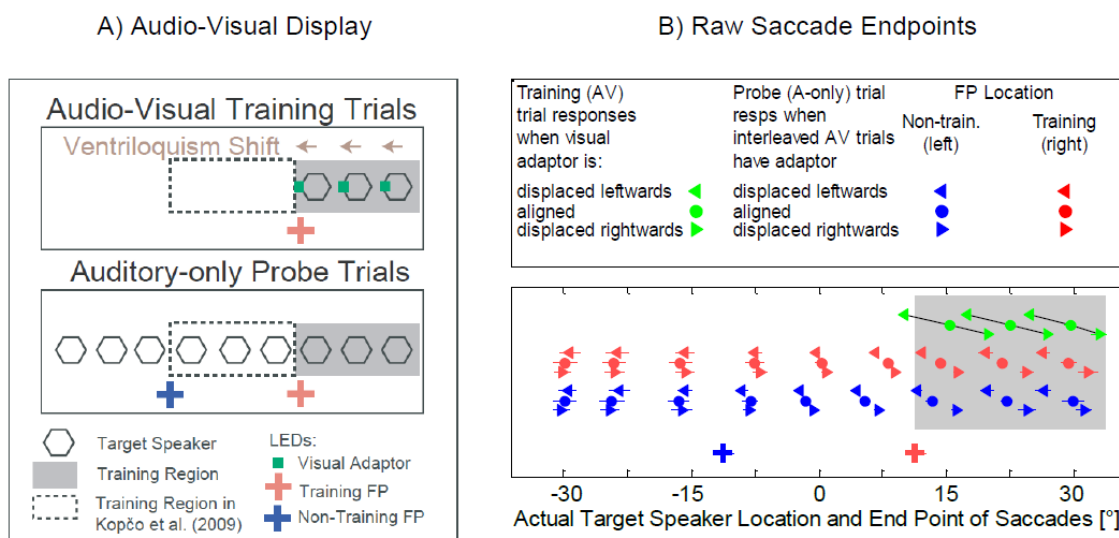 A) Audio-Visual Display
Audio-Visual Training Trials
Ventriloquism Shift
Auditory-only Probe Trials
Target Speaker
Training Region
Training Region in
Kopčo et al. (2009)
LEDs:
Visual Adaptor
Training FP
Non-Training FP
B) Raw Saccade Endpoints
Training (AV)
trial responses
when visual
adaptor is:
displaced leftwards
aligned
displaced rightwards
Probe (A-only) trial
resps when
interleaved AV trials
have adaptor
displaced leftwards
aligned
displaced rightwards
FP Location
Non-train.
(left)
Training
(right)
-30 -15 0 15 30
Actual Target Speaker Location and End Point of Saccades [°]